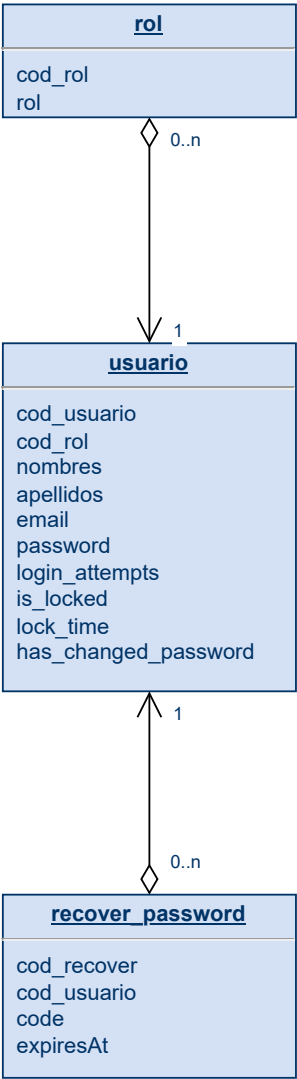 rol
cod_rol
rol
0..n
1
usuario
cod_usuario
cod_rol
nombres
apellidos
email
password
login_attempts
is_locked
lock_time
has_changed_password
1
0..n
recover_password
cod_recover
cod_usuario
code
expiresAt